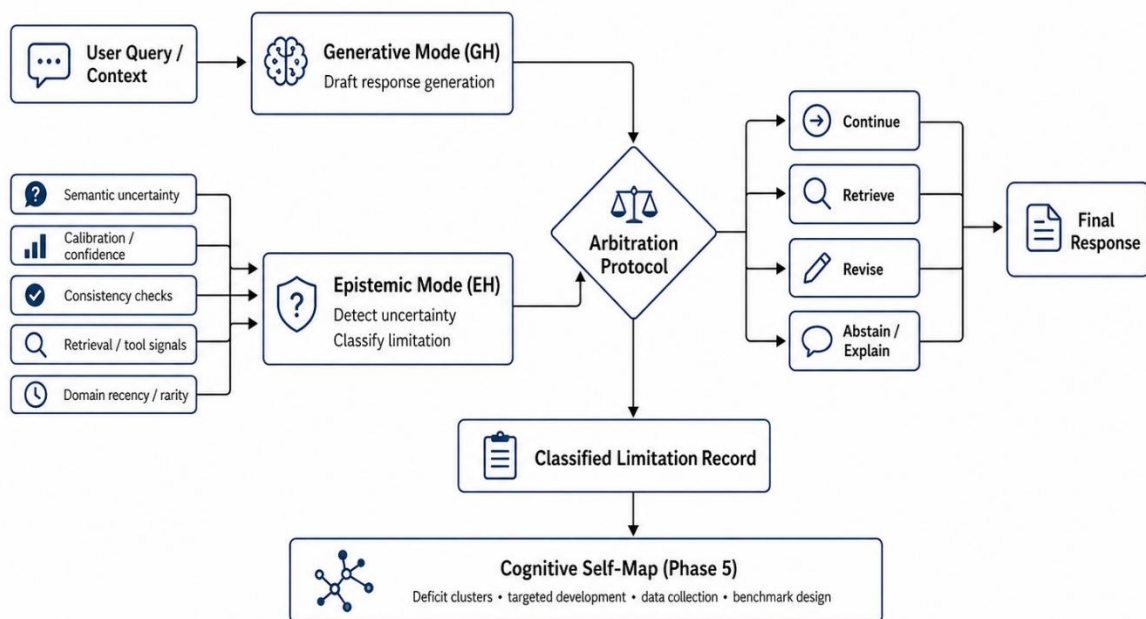 User Query /
Context
Generative Mode (GH)
Draft response generation
Semantic uncertainty
Calibration /
confidence
Consistency checks
Retrieval / tool signals
Domain recency / rarity
Epistemic Mode (EH)
Detect uncertainty
Classify limitation
Arbitration
Protocol
Continue
Retrieve
Revise
Abstain /
Explain
Final
Response
Classified Limitation Record
Cognitive Self-Map (Phase 5)
Deficit clusters • targeted development • data collection • benchmark design